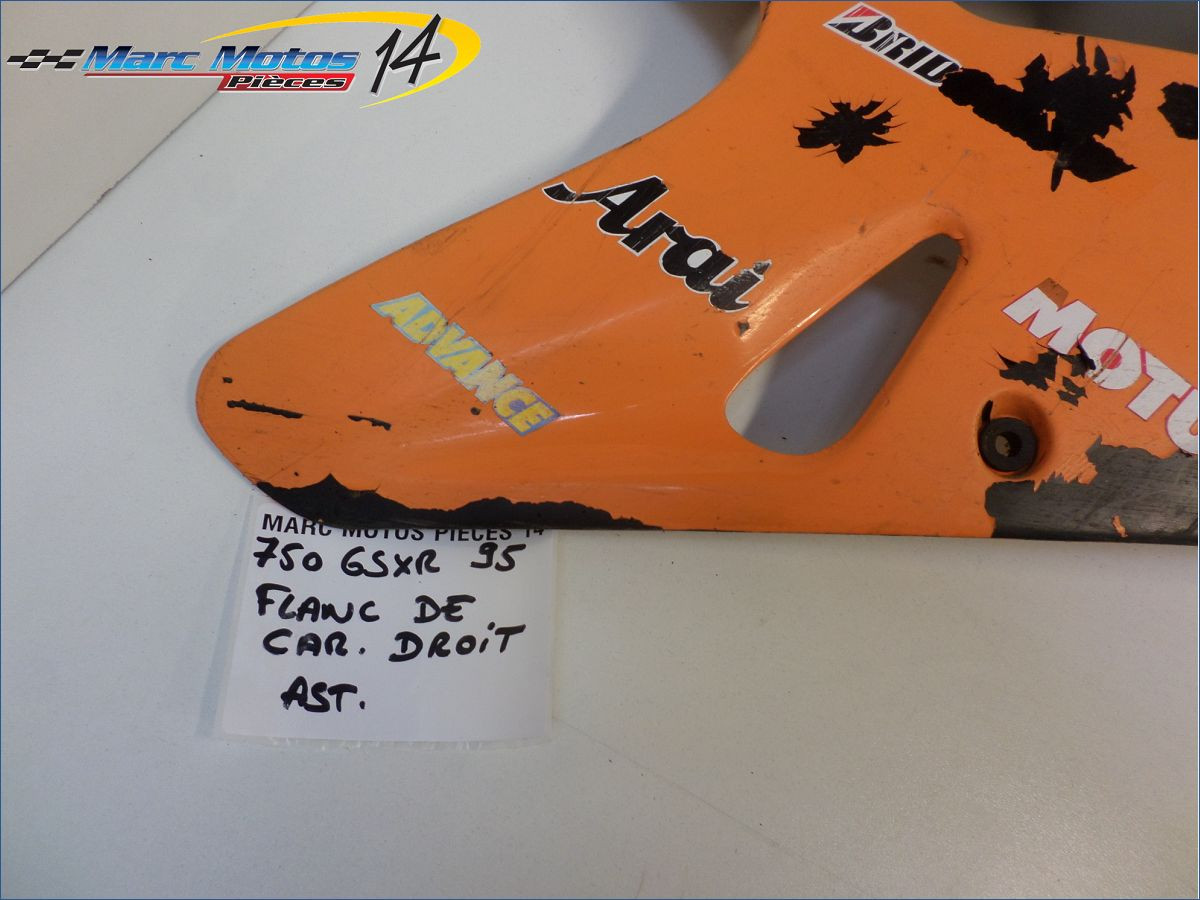 Marc Motos 14
Pièces
BRID
Arai
ADVANCE
MOTU
MARC MOTOS PIECES 14
750 GSXR 95
FLANC DE
CAR. DROIT
AST.